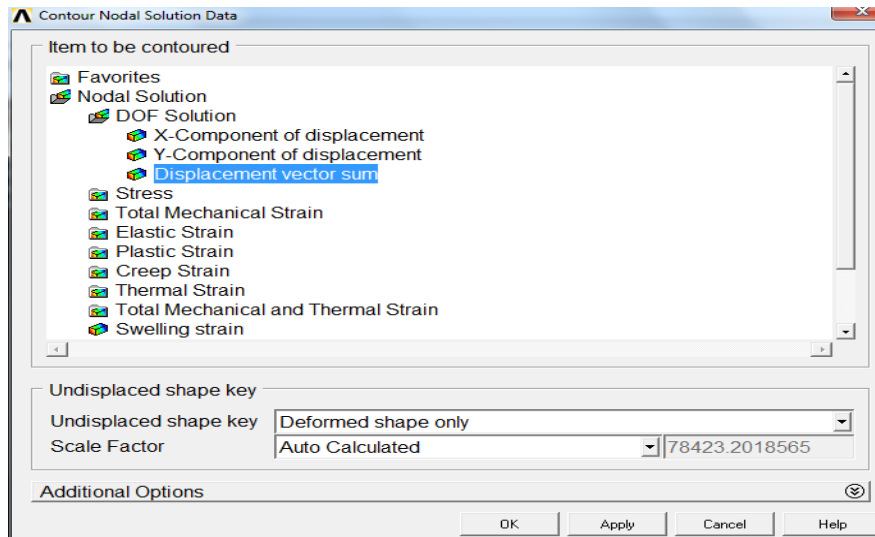 Contour Nodal Solution Data
Item to be contoured
Favorites
Nodal Solution
DOF Solution
X-Component of displacement
Y-Component of displacement
Displacement vector sum
Stress
Total Mechanical Strain
Elastic Strain
Plastic Strain
Creep Strain
Thermal Strain
Total Mechanical and Thermal Strain
Swelling strain
Undisplaced shape key
Undisplaced shape key Deformed shape only
Scale Factor Auto Calculated 78423.2018565
Additional Options
OK Apply Cancel Help